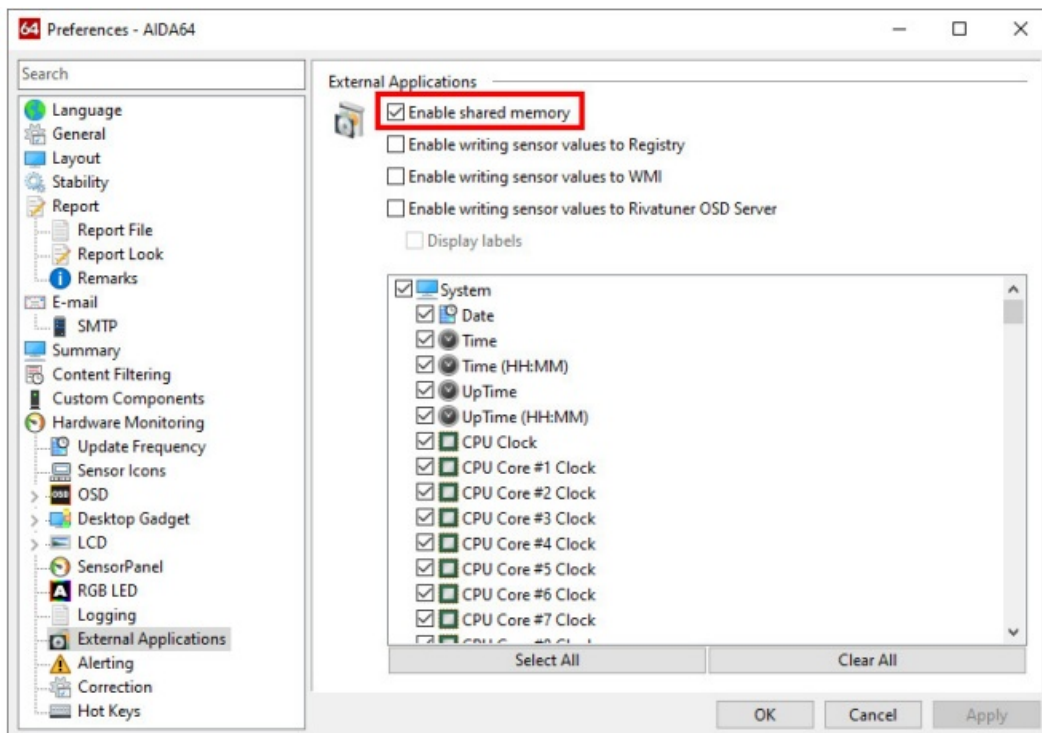 64 Preferences - AIDA64
Search
Language
General
Layout
Stability
Report
Report File
Report Look
Remarks
E-mail
SMTP
Summary
Content Filtering
Custom Components
Hardware Monitoring
Update Frequency
Sensor Icons
OSD
Desktop Gadget
LCD
SensorPanel
RGB LED
Logging
External Applications
Alerting
Correction
Hot Keys
External Applications
Enable shared memory
Enable writing sensor values to Registry
Enable writing sensor values to WMI
Enable writing sensor values to Rivatuner OSD Server
Display labels
System
Date
Time
Time (HH:MM)
UpTime
UpTime (HH:MM)
CPU Clock
CPU Core #1 Clock
CPU Core #2 Clock
CPU Core #3 Clock
CPU Core #4 Clock
CPU Core #5 Clock
CPU Core #6 Clock
CPU Core #7 Clock
Select All
Clear All
OK
Cancel
Apply